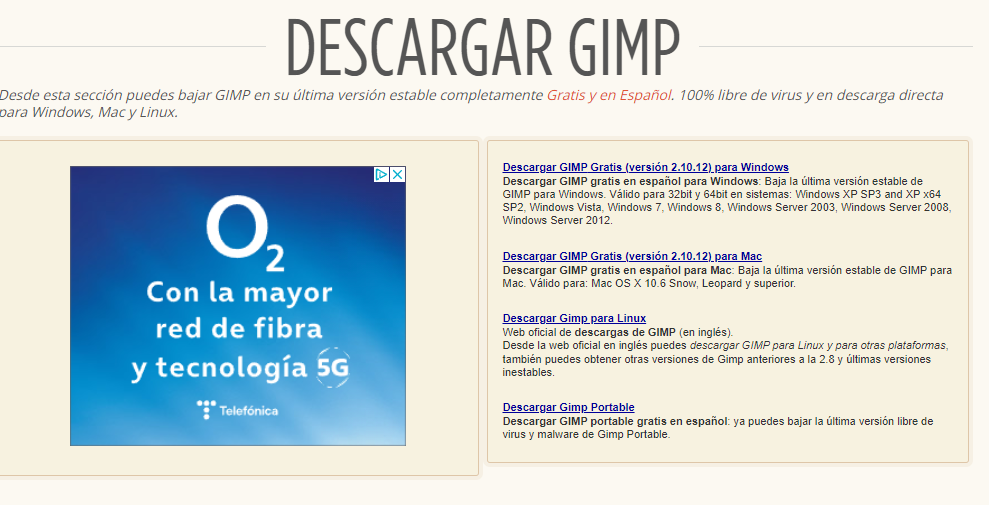 DESCARGAR GIMP
Desde esta sección puedes bajar GIMP en su última versión estable completamente Gratis y en Español. 100% libre de virus y en descarga directa
para Windows, Mac y Linux.
O2
Con la mayor
red de fibra
y tecnología 5G
Telefónica
Descargar GIMP Gratis (versión 2.10.12) para Windows
Descargar GIMP gratis en español para Windows: Baja la última versión estable de
GIMP para Windows. Válido para 32bit y 64bit en sistemas: Windows XP SP3 and XP x64
SP2, Windows Vista, Windows 7, Windows 8, Windows Server 2003, Windows Server 2008,
Windows Server 2012.
Descargar GIMP Gratis (versión 2.10.12) para Mac
Descargar GIMP gratis en español para Mac: Baja la última versión estable de GIMP para
Mac. Válido para: Mac OS X 10.6 Snow, Leopard y superior.
Descargar Gimp para Linux
Web oficial de descargas de GIMP (en inglés).
Desde la web oficial en inglés puedes descargar GIMP para Linux y para otras plataformas,
también puedes obtener otras versiones de Gimp anteriores a la 2.8 y últimas versiones
inestables.
Descargar Gimp Portable
Descargar GIMP portable gratis en español: ya puedes bajar la última versión libre de
virus y malware de Gimp Portable.